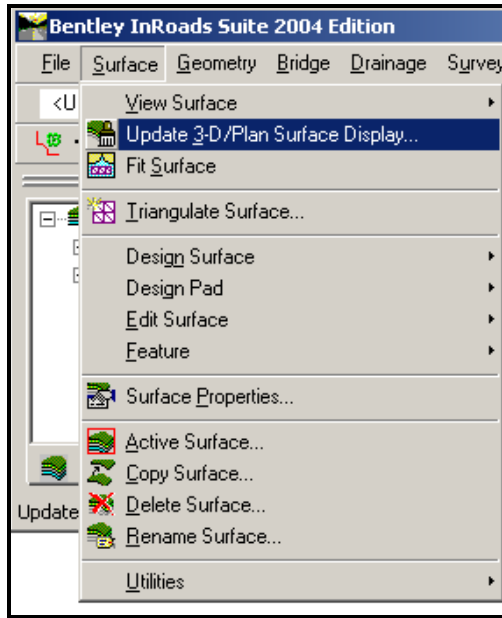 Bentley InRoads Suite 2004 Edition
File Surface Geometry Bridge Drainage Survey
<U
View Surface
Update 3-D/Plan Surface Display...
Fit Surface
Triangulate Surface...
Design Surface
Design Pad
Edit Surface
Feature
Surface Properties...
Active Surface...
Copy Surface...
Delete Surface...
Update
Rename Surface...
Utilities